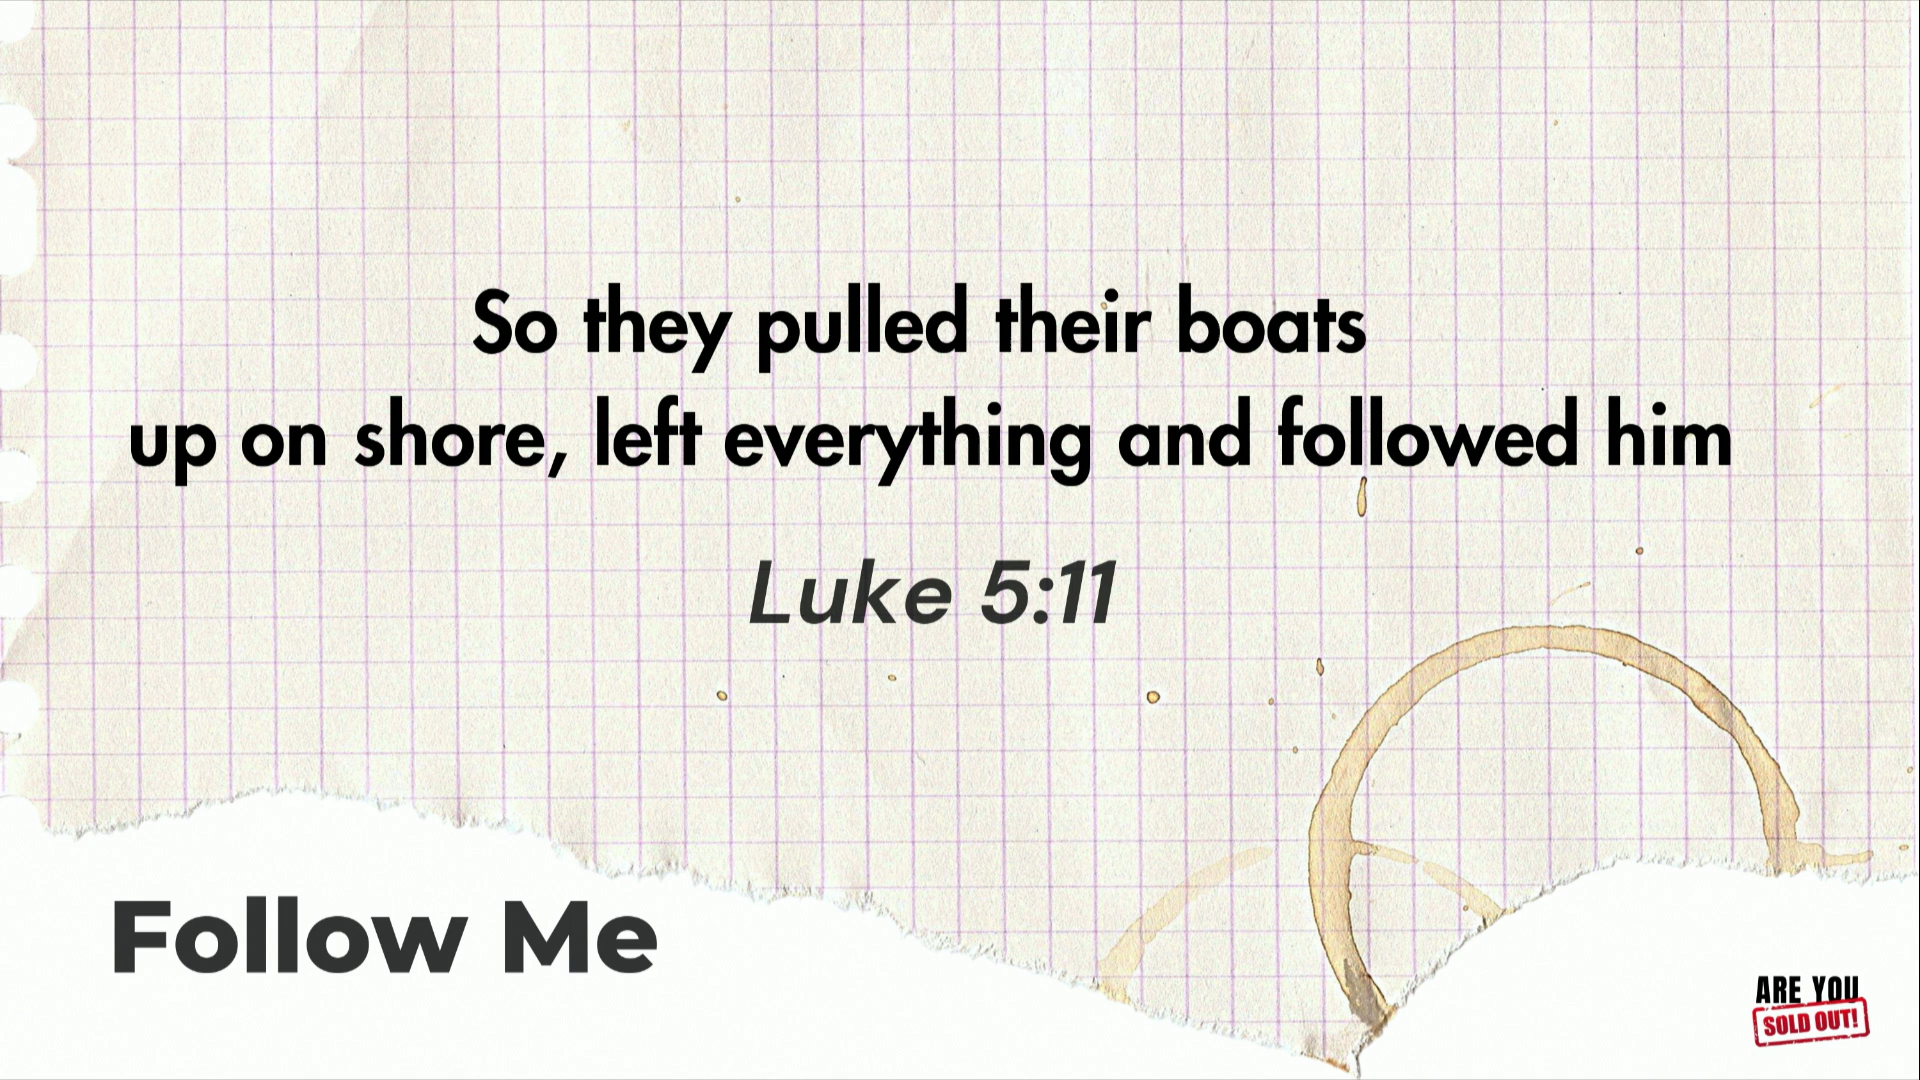 So they pulled their boats
up on shore, left everything and followed him
Luke 5:11
Follow Me
ARE YOU
SOLD OUT!